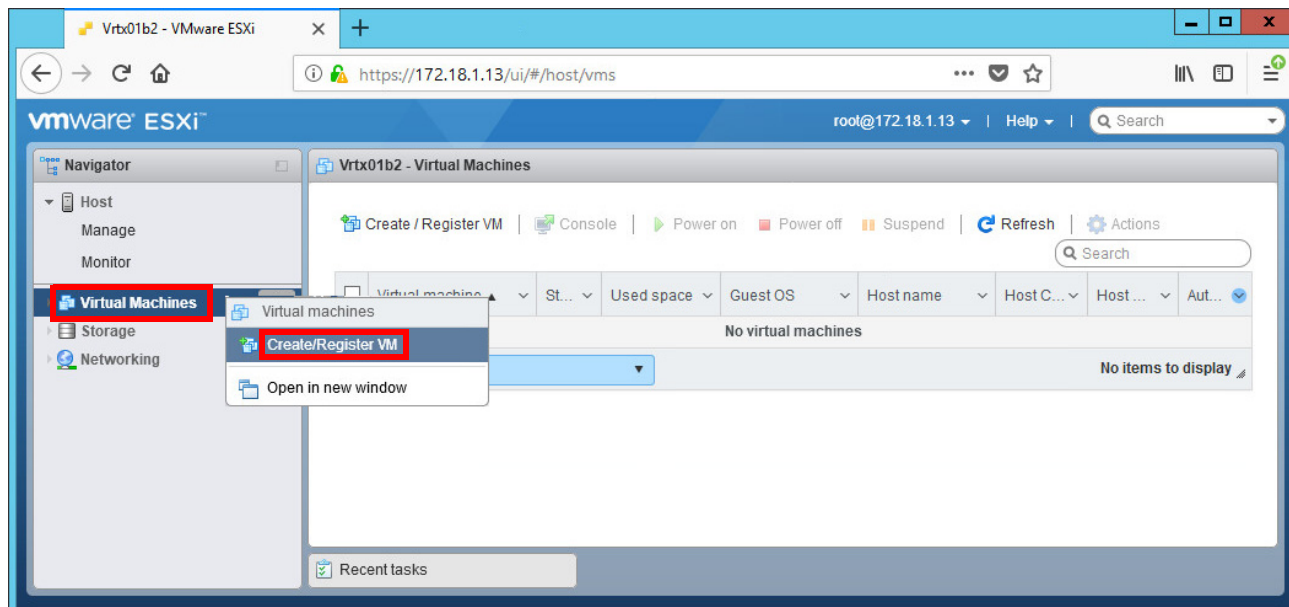 Vrtx01b2 - VMware ESXi
https://172.18.1.13/ui/#/host/vms
vmware ESXi™
root@172.18.1.13 | Help | Search
Navigator
Host
Manage
Monitor
Virtual Machines
Storage
Networking
Vrtx01b2 - Virtual Machines
Create / Register VM | Console | Power on Power off Suspend | Refresh | Actions
Search
Virtual machine St... Used space Guest OS Host name Host C... Host ... Aut...
No virtual machines
No items to display
Virtual machines
Create/Register VM
Open in new window
Recent tasks